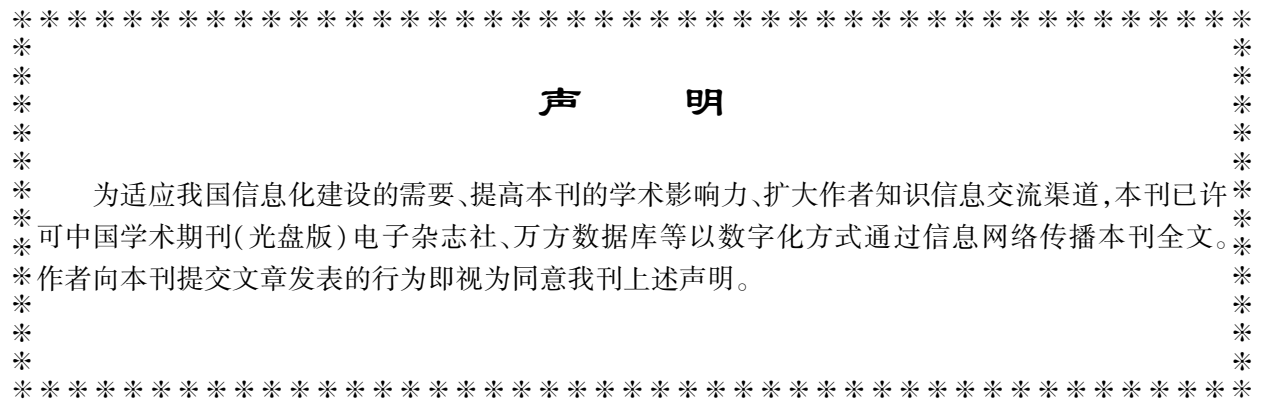 声 明
为适应我国信息化建设的需要、提高本刊的学术影响力、扩大作者知识信息交流渠道,本刊已许
可中国学术期刊(光盘版)电子杂志社、万方数据库等以数字化方式通过信息网络传播本刊全文。
作者向本刊提交文章发表的行为即视为同意我刊上述声明。